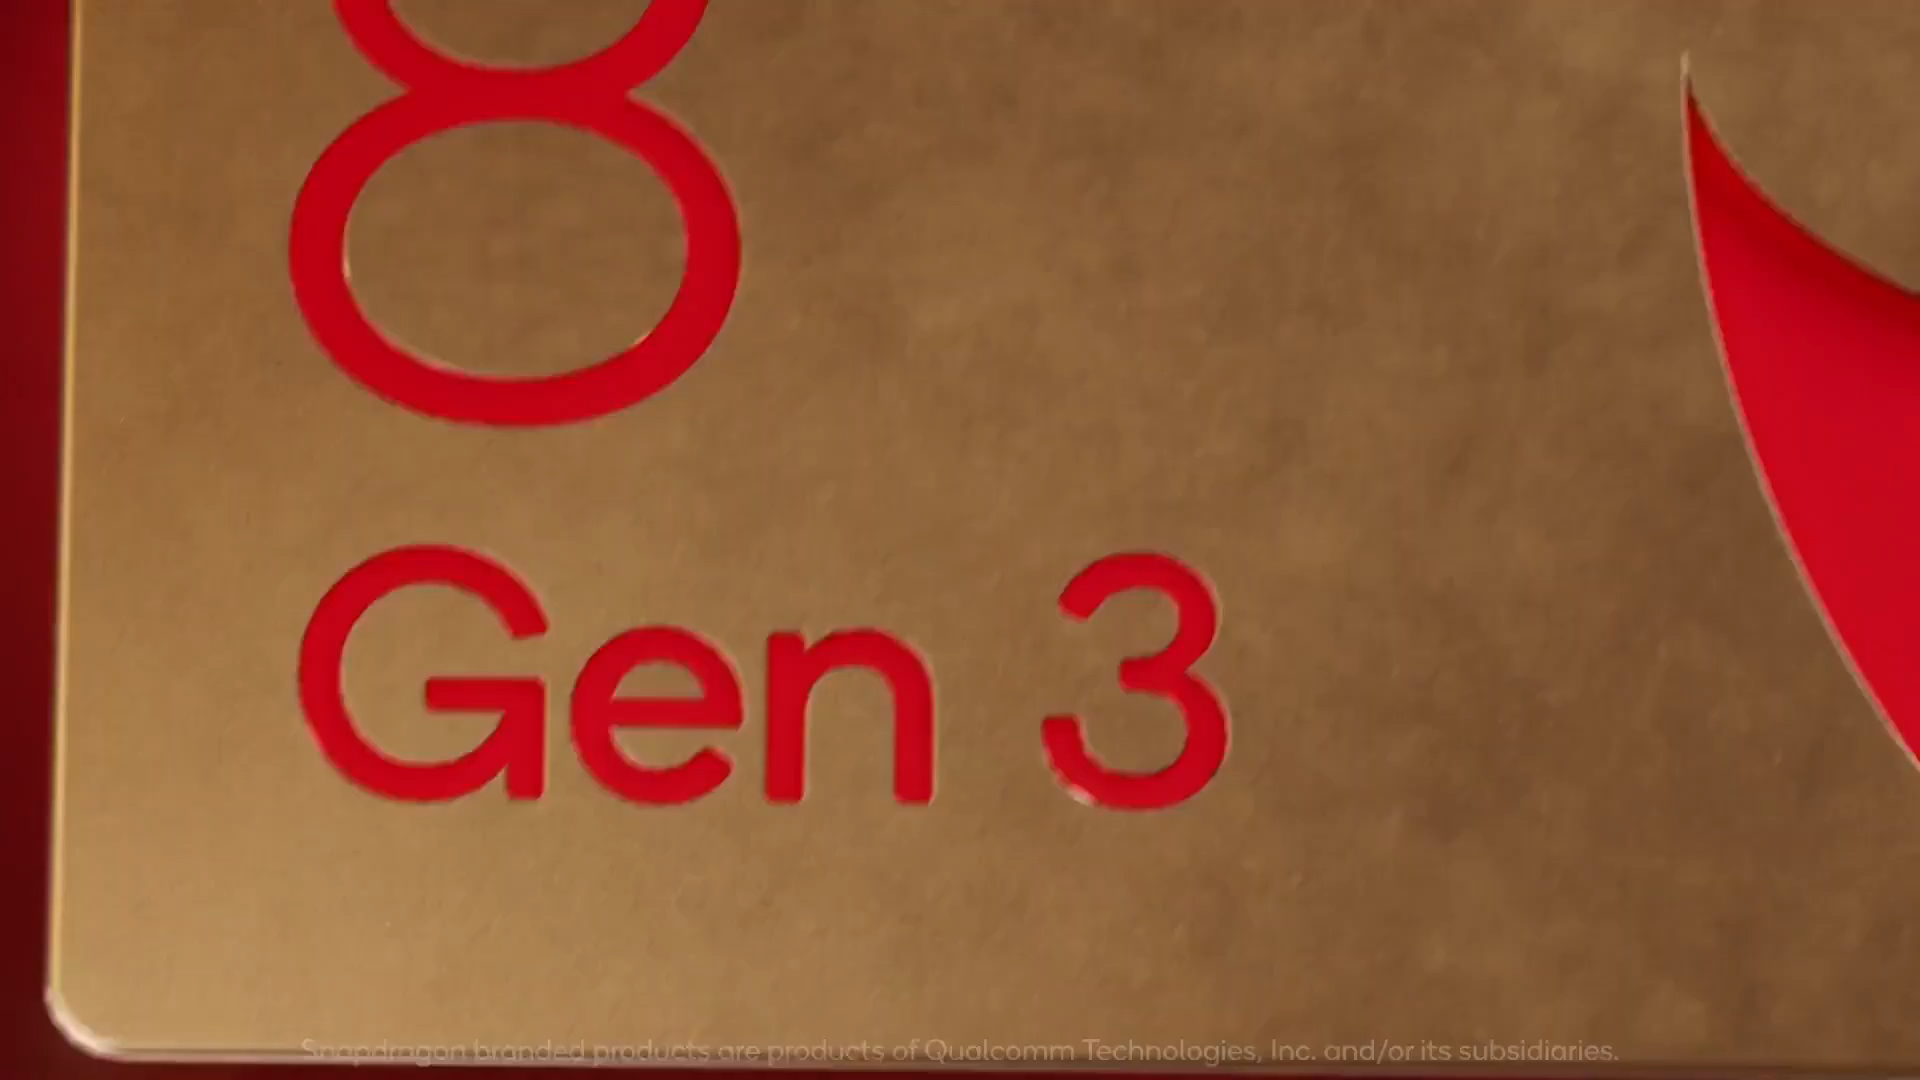 8
Gen 3
Snapdragon branded products are products of Qualcomm Technologies, Inc. and/or its subsidiaries.